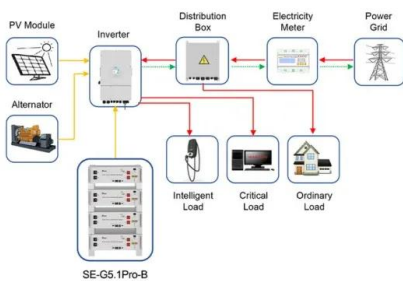 PV Module
Inverter
Distribution
Box
Electricity
Meter
Power
Grid
Alternator
Intelligent
Load
Critical
Load
Ordinary
Load
SE-G5.1Pro-B